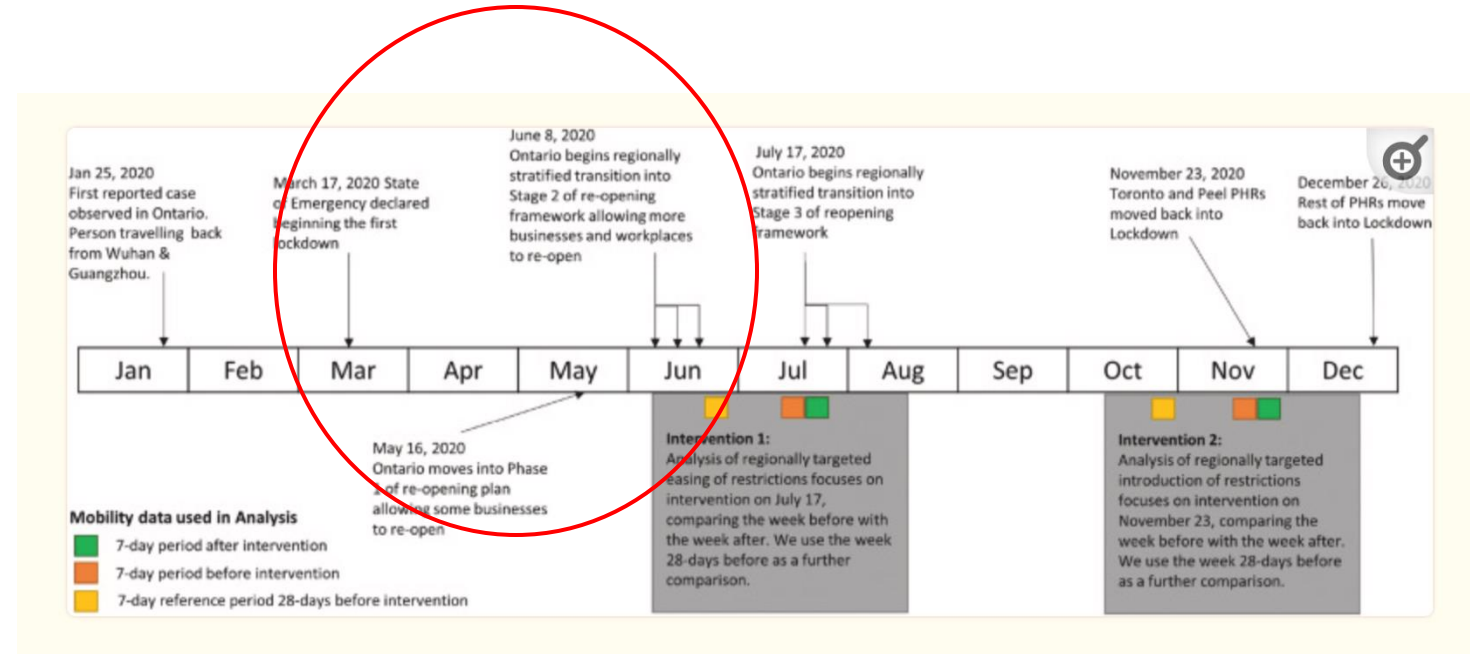 Jan 25, 2020
First reported case
observed in Ontario.
Person travelling back
from Wuhan &
Guangzhou.
March 17, 2020 State
of Emergency declared
beginning the first
lockdown
June 8, 2020
Ontario begins regionally
stratified transition into
Stage 2 of re-opening
framework allowing more
businesses and workplaces
to re-open
July 17, 2020
Ontario begins regionally
stratified transition into
Stage 3 of reopening
framework
November 23, 2020
Toronto and Peel PHRs
moved back into
Lockdown
December 26, 2020
Rest of PHRs move
back into Lockdown
Jan Feb Mar Apr May Jun Jul Aug Sep Oct Nov Dec
May 16, 2020
Ontario moves into Phase
of re-opening plan
allowing some businesses
to re-open
Mobility data used in Analysis
7-day period after intervention
7-day period before intervention
7-day reference period 28-days before intervention
Intervention 1:
Analysis of regionally targeted
easing of restrictions focuses on
intervention on July 17,
comparing the week before with
the week after. We use the week
28-days before as a further
comparison.
Intervention 2:
Analysis of regionally targeted
introduction of restrictions
focuses on intervention on
November 23, comparing the
week before with the week after.
We use the week 28-days before
as a further comparison.